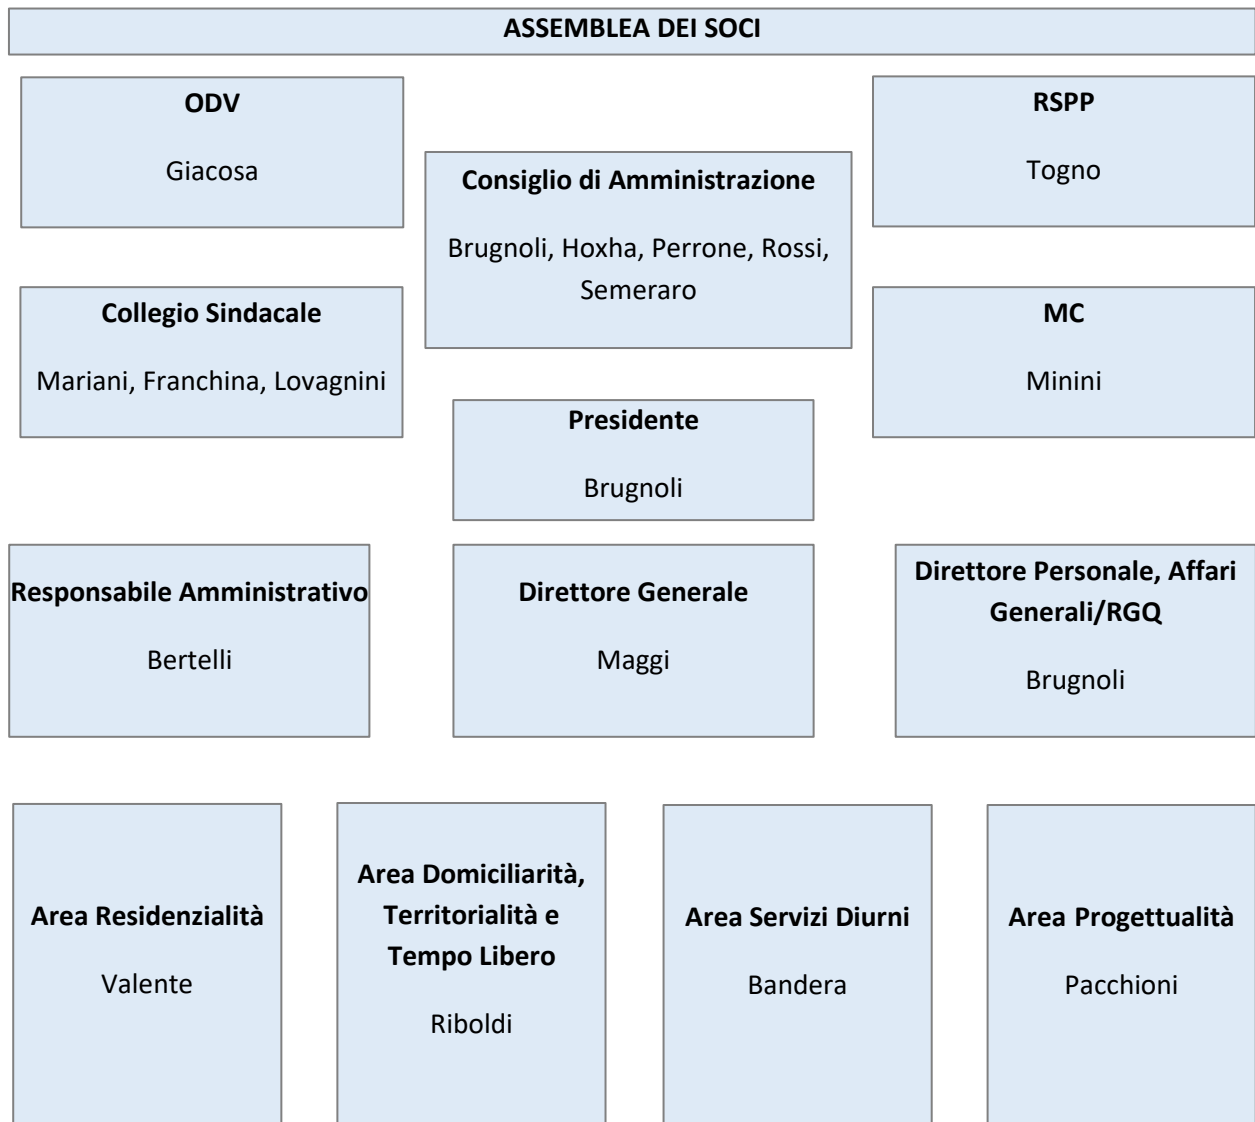 ASSEMBLEA DEI SOCI
ODV
Giacosa
RSPP
Togno
Consiglio di Amministrazione
Brugnoli, Hoxha, Perrone, Rossi,
Semeraro
Collegio Sindacale
Mariani, Franchina, Lovagnini
MC
Minini
Presidente
Brugnoli
Responsabile Amministrativo
Bertelli
Direttore Generale
Maggi
Direttore Personale, Affari
Generali/RGQ
Brugnoli
Area Residenzialità
Valente
Area Domiciliarità,
Territorialità e
Tempo Libero
Riboldi
Area Servizi Diurni
Bandera
Area Progettualità
Pacchioni